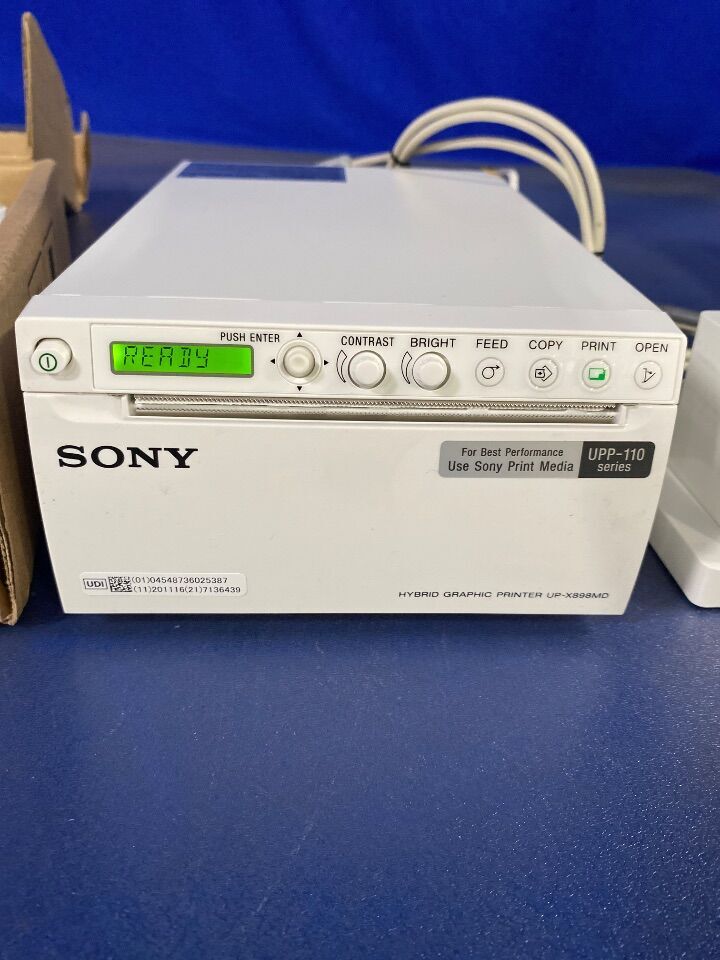 PUSH ENTER
CONTRAST
BRIGHT
FEED
COPY
PRINT
OPEN
READY
SONY
For Best Performance
Use Sony Print Media
UPP-110
series
UDI
(01)04548736025387
(11)201116(21)7136439
HYBRID GRAPHIC PRINTER UP-X898MD